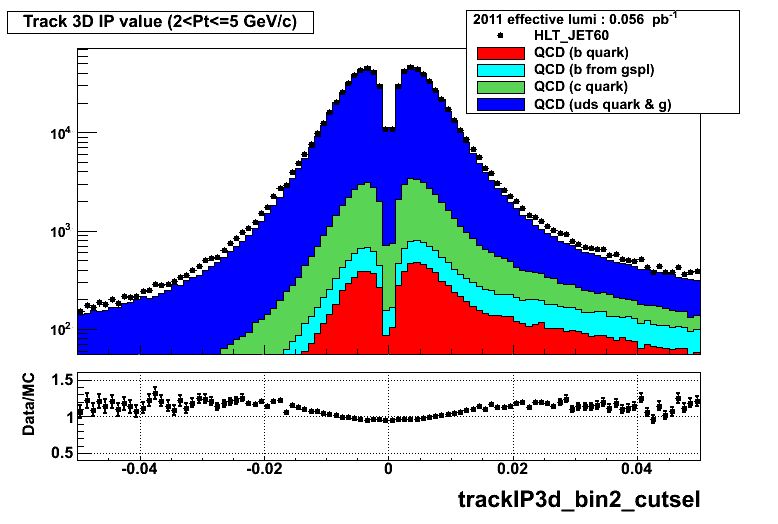 Track 3D IP value (2<Pt<=5 GeV/c)
2011 effective lumi : 0.056 pb⁻¹
HLT_JET60
QCD (b quark)
QCD (b from gspl)
QCD (c quark)
QCD (uds quark & g)
10⁴
10³
10²
Data/MC
1.5
1
0.5
-0.04 -0.02 0 0.02 0.04
trackIP3d_bin2_cutsel